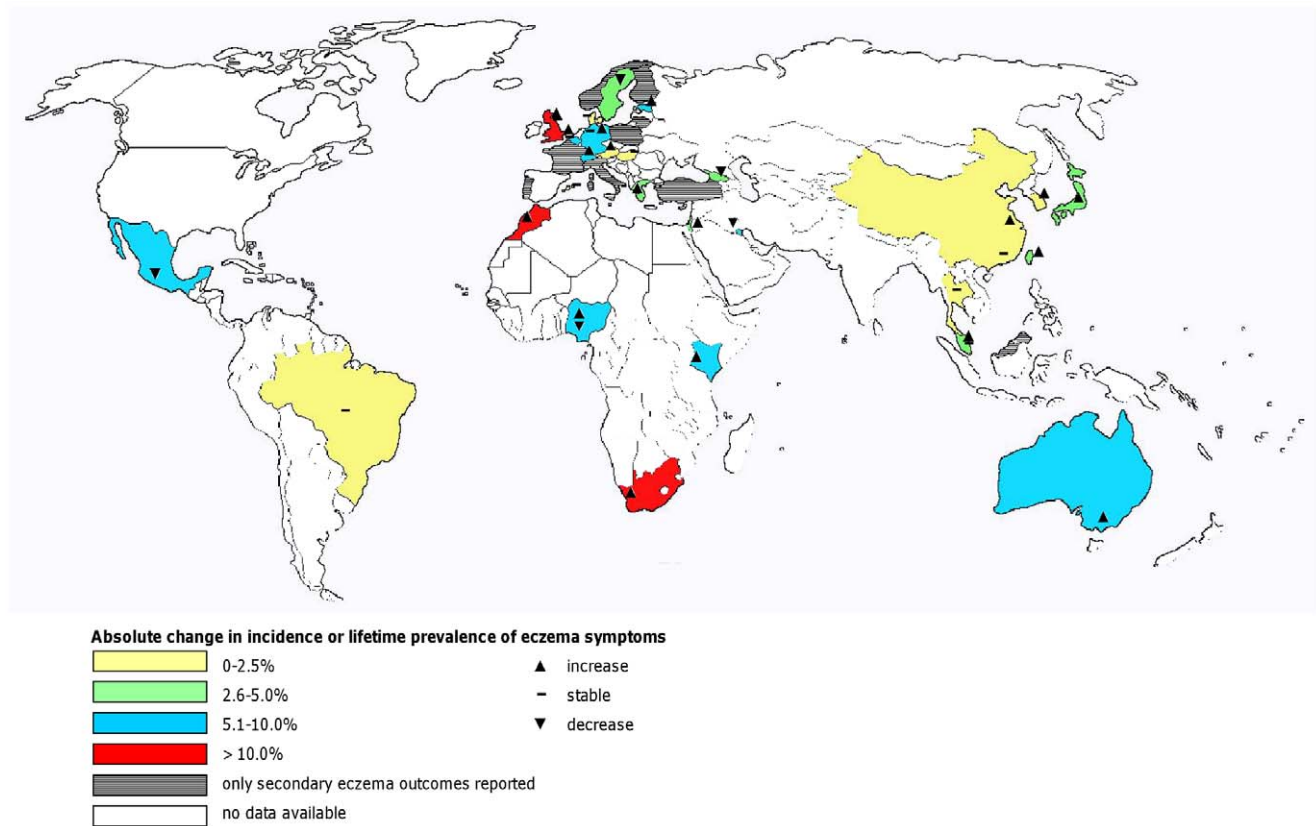 Absolute change in incidence or lifetime prevalence of eczema symptoms
0-2.5%
increase
2.6-5.0%
stable
5.1-10.0%
decrease
> 10.0%
only secondary eczema outcomes reported
no data available